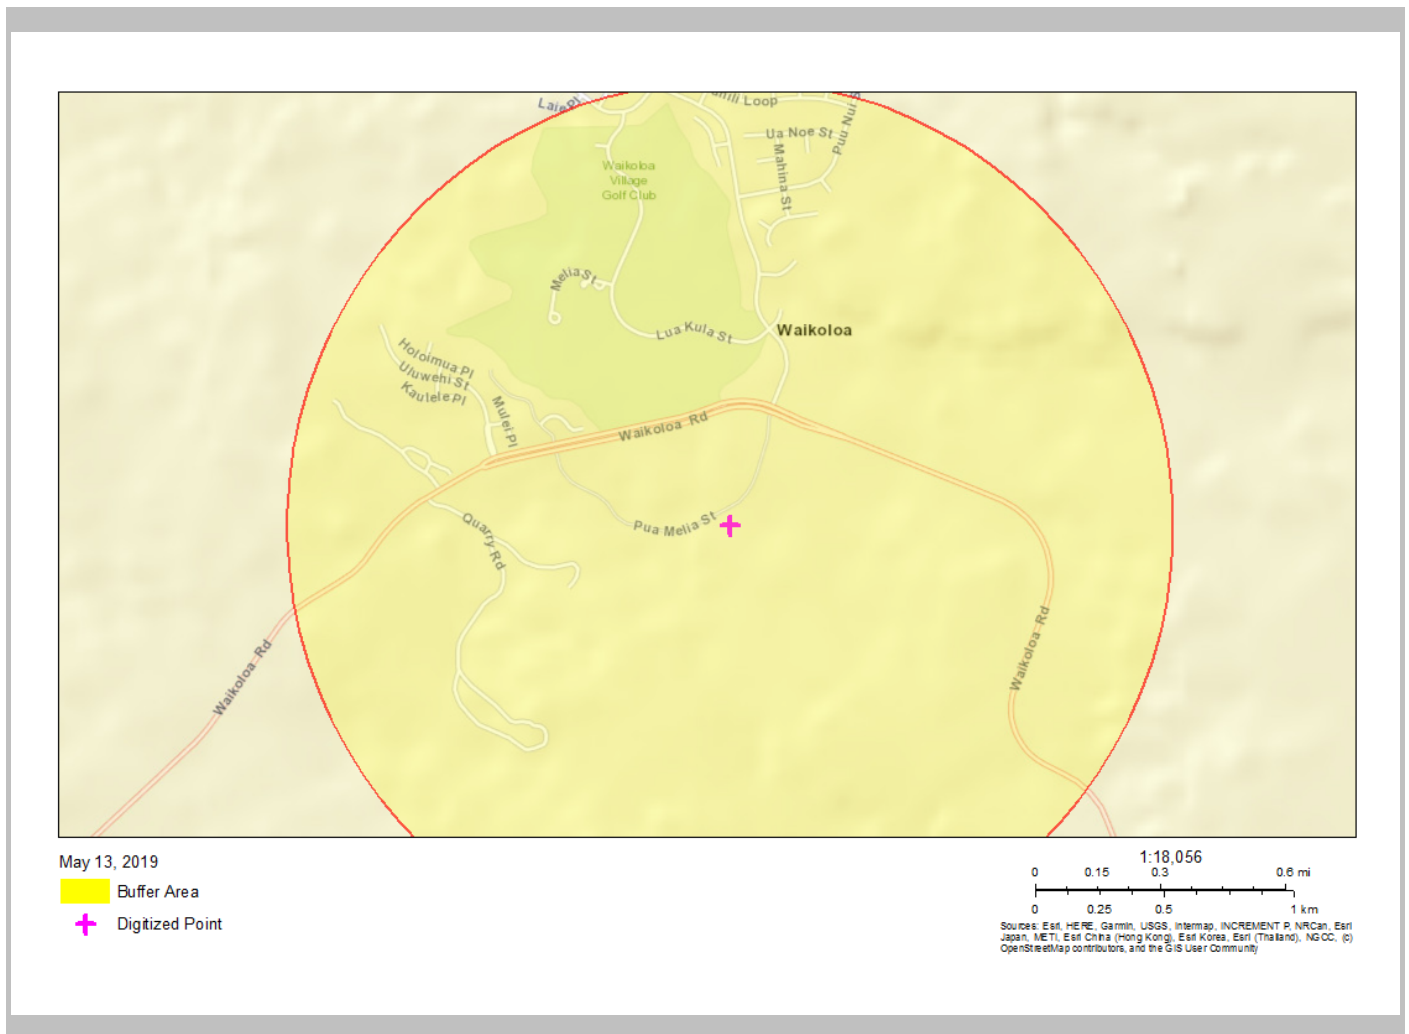 Laie Pl
Loop
Ua Noe St
Puu Nui
Mahina St
Waikoloa
Village
Golf Club
Melia St
Lua Kula St
Waikoloa
Holoimua Pl
Uluwehi St
Kaulele Pl
Mulei Pl
Waikoloa Rd
Quarry Rd
Pua Melia St
Waikoloa Rd
Waikoloa Rd
May 13, 2019
Buffer Area
Digitized Point
1:18,056
0 0.15 0.3 0.6 mi
0 0.25 0.5 1 km
Sources: Esri, HERE, Garmin, USGS, Intermap, INCREMENT P, NRCan, Esri
Japan, METI, Esri China (Hong Kong), Esri Korea, Esri (Thailand), NGCC, (c)
OpenStreetMap contributors, and the GIS User Community